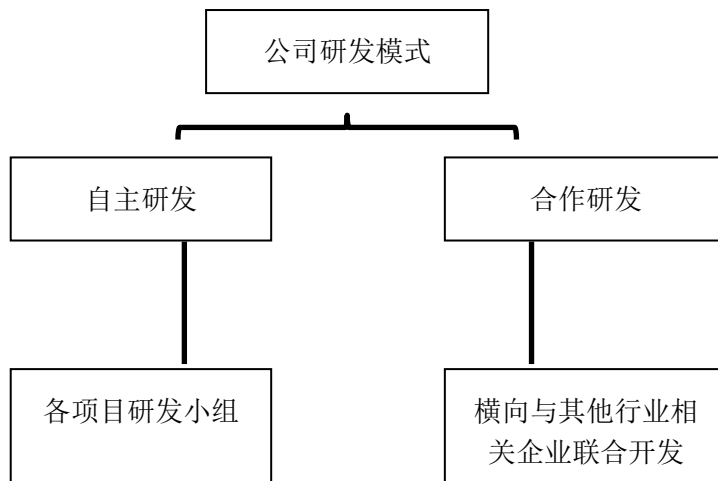 公司研发模式
自主研发
合作研发
各项目研发小组
横向与其他行业相
关企业联合开发